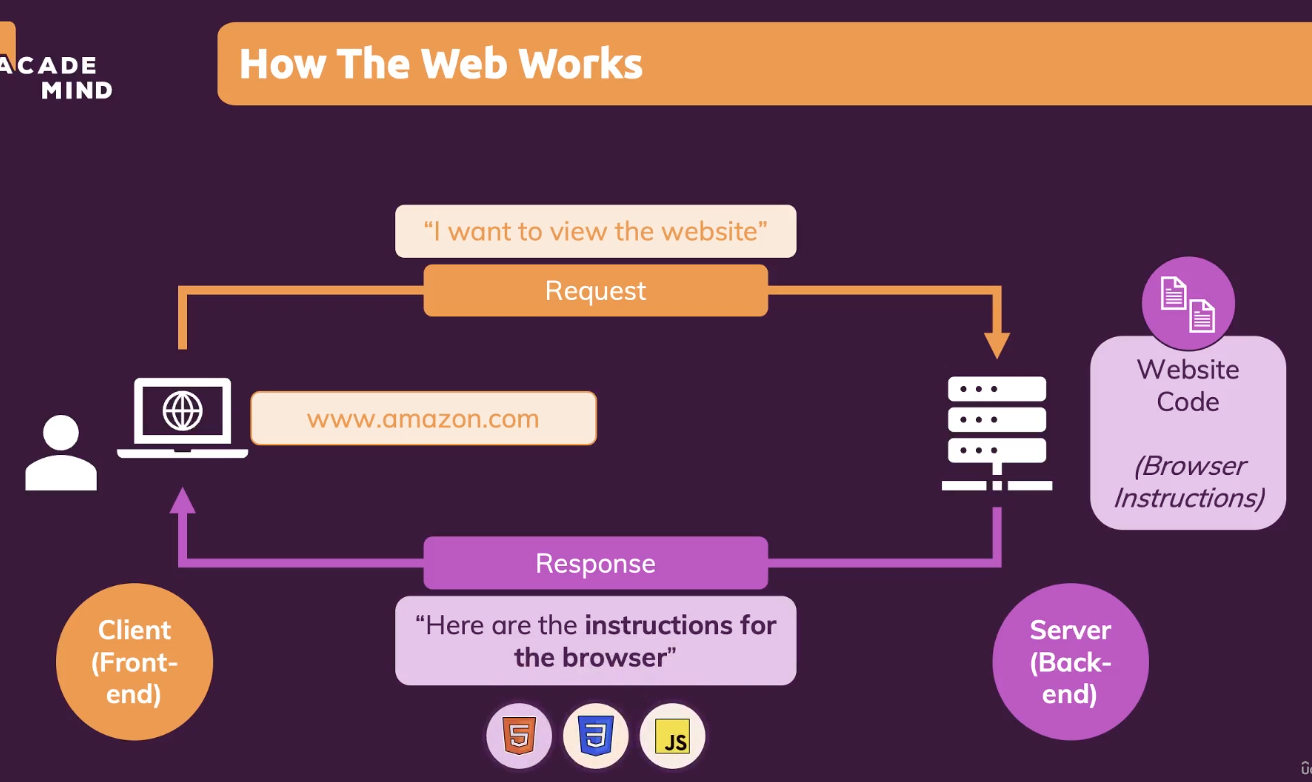 ACADE
MIND
How The Web Works
“I want to view the website”
Request
www.amazon.com
Website
Code
(Browser
Instructions)
Response
“Here are the instructions for
the browser”
Client
(Front-
end)
Server
(Back-
end)
5
3
JS